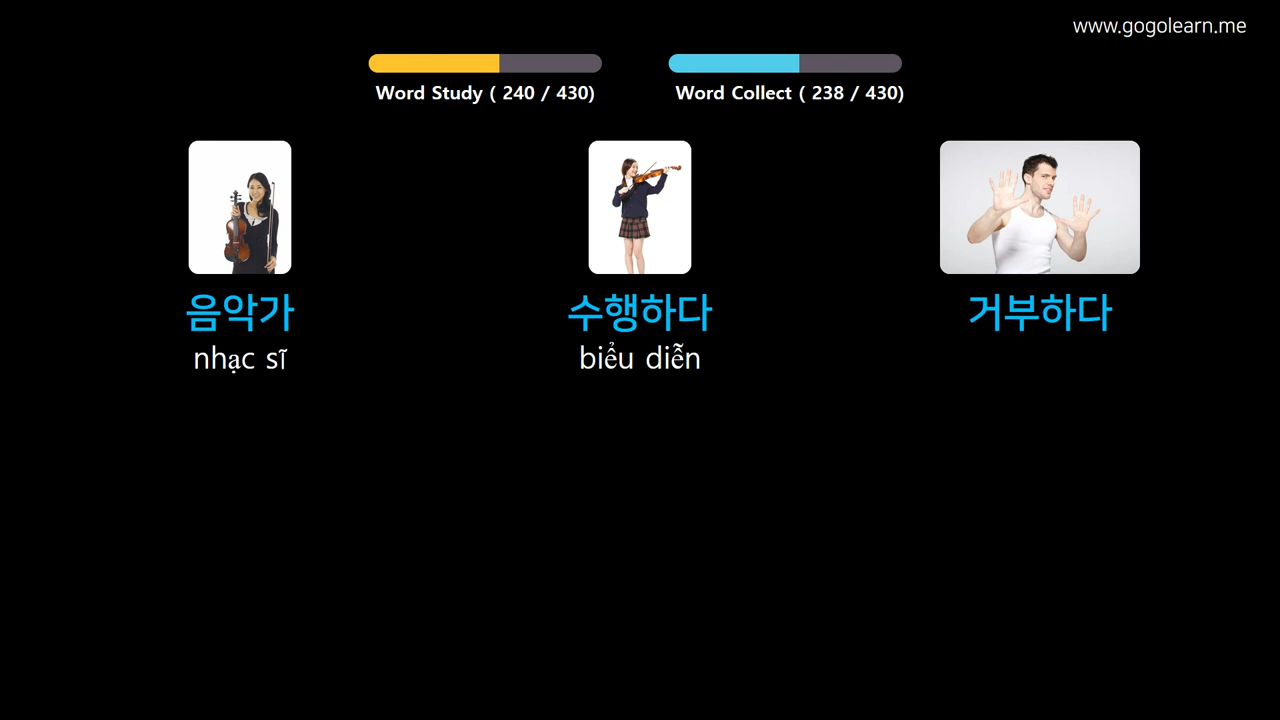 www.gogolearn.me
Word Study ( 240 / 430)
Word Collect ( 238 / 430)
음악가
nhạc sĩ
수행하다
biểu diễn
거부하다